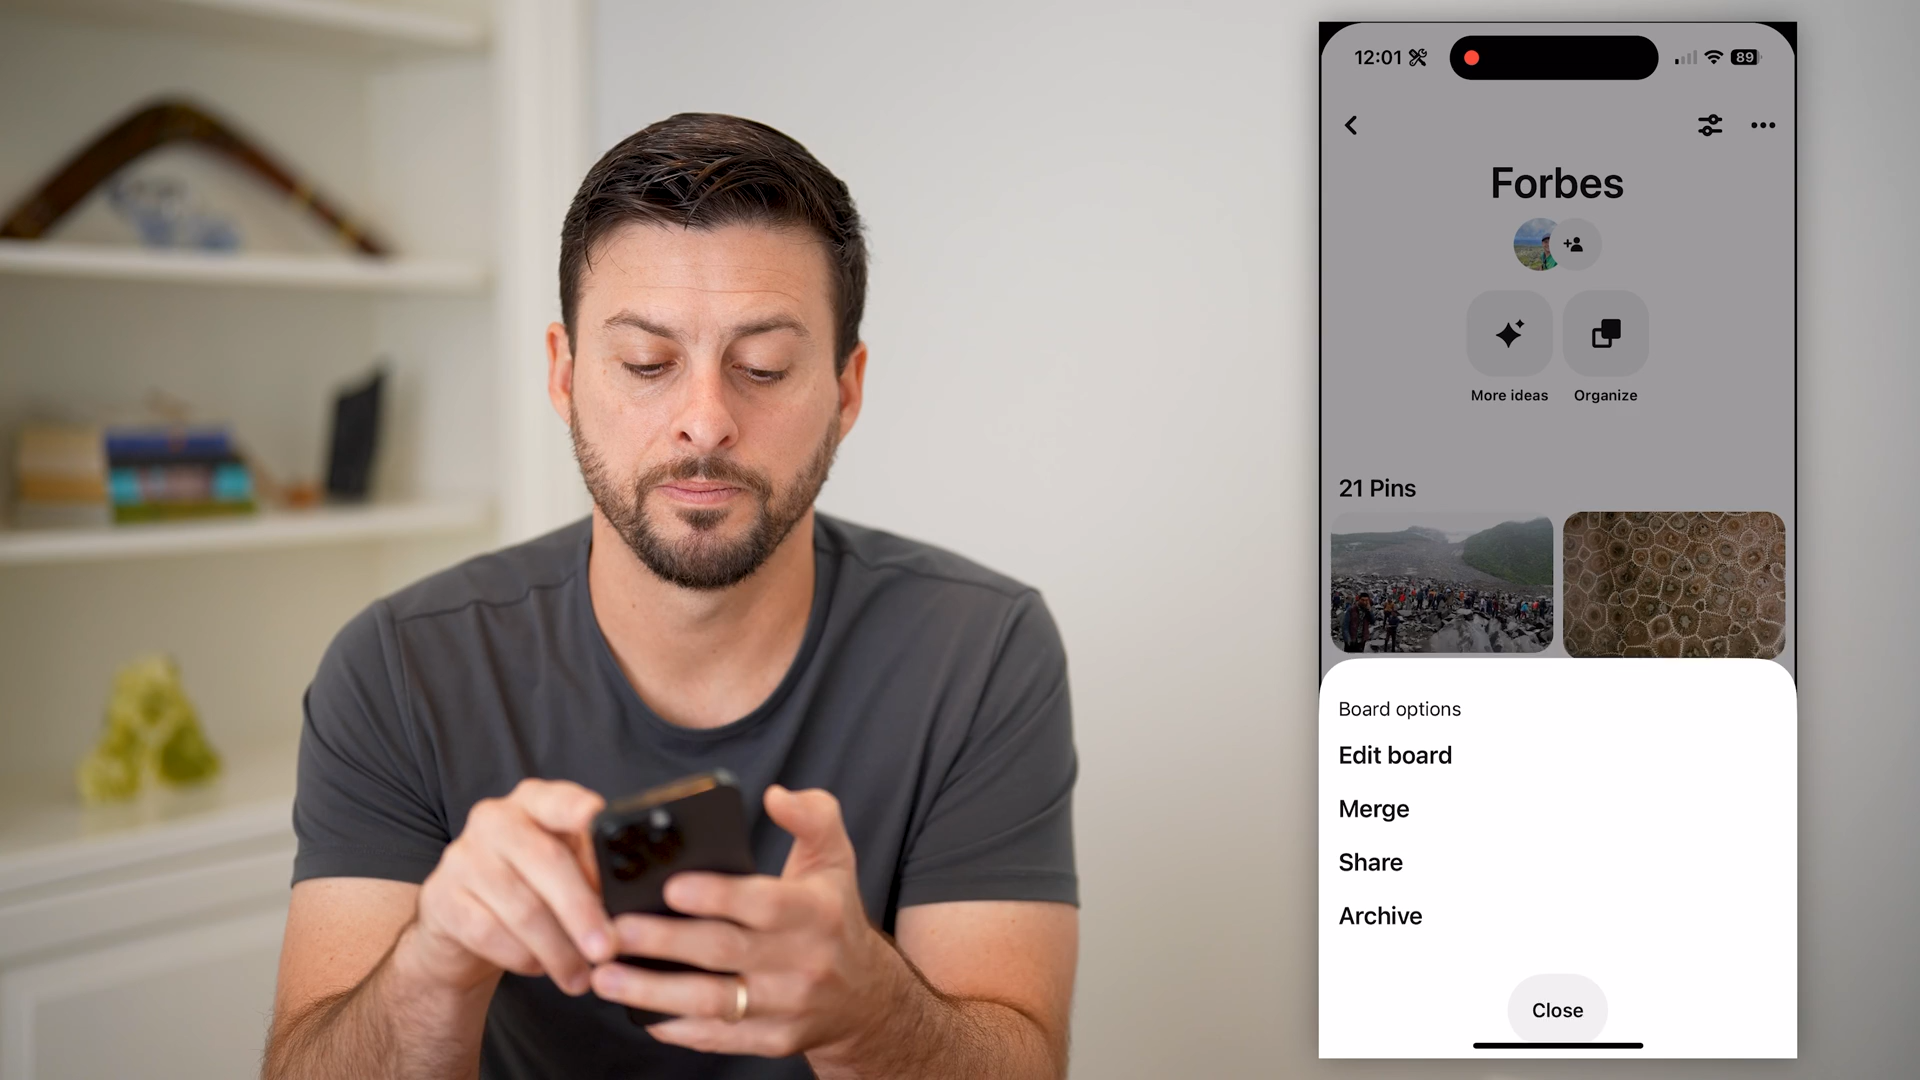 12:01
89
Forbes
More ideas
Organize
21 Pins
Board options
Edit board
Merge
Share
Archive
Close